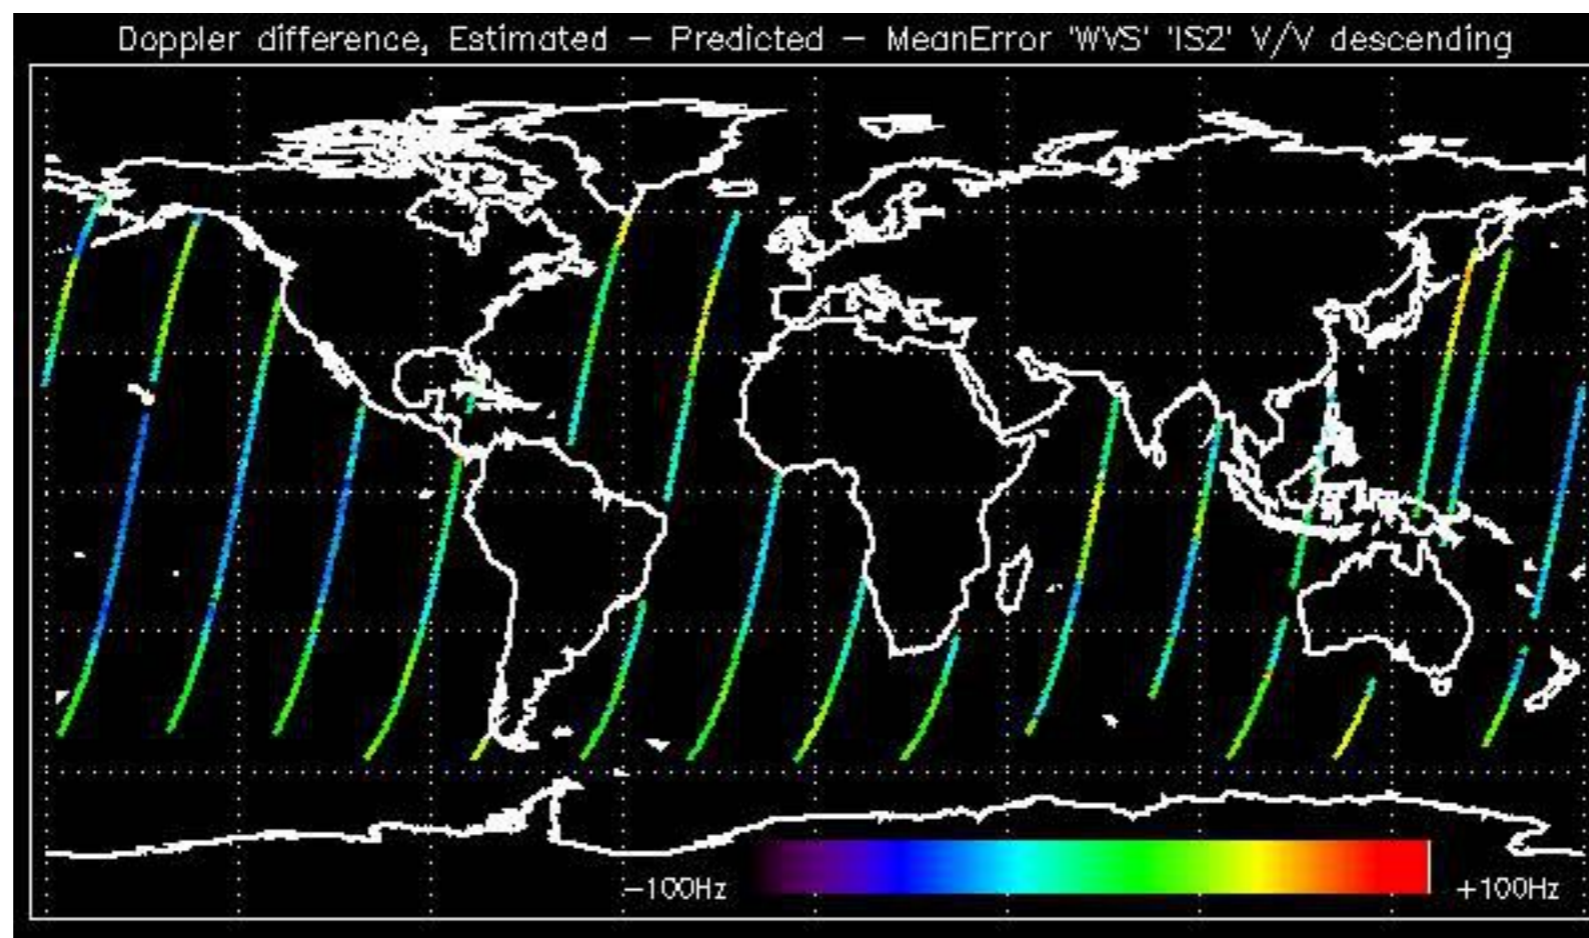 Doppler difference, Estimated – Predicted – MeanError 'WVS' 'IS2' V/V descending
–100Hz
+100Hz